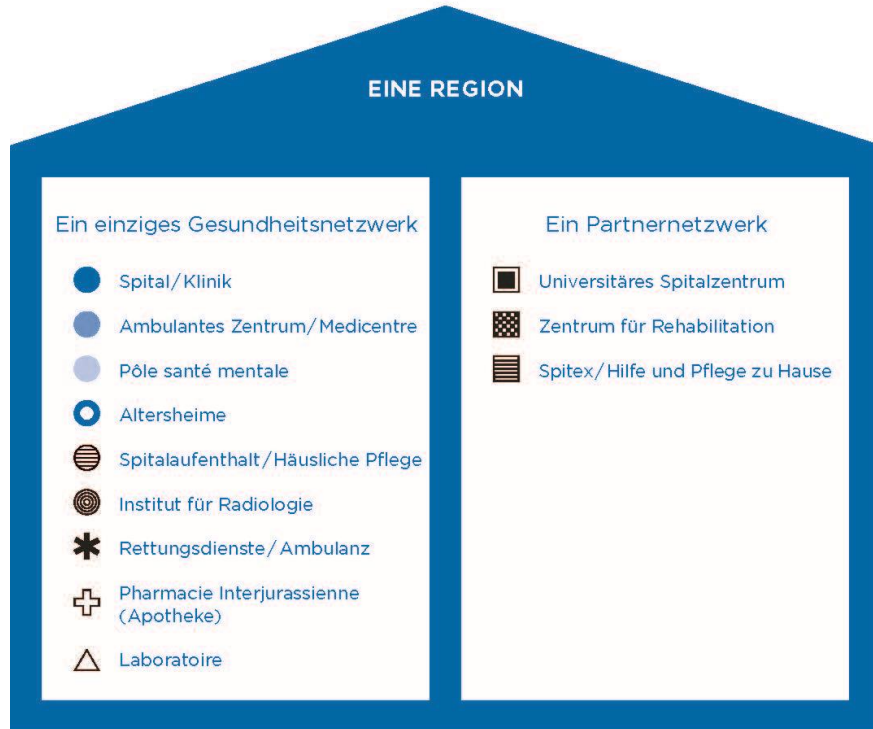 EINE REGION
Ein einziges Gesundheitsnetzwerk
Spital/Klinik
Ambulantes Zentrum/Medicentre
Pôle santé mentale
Altersheime
Spitalaufenthalt/Häusliche Pflege
Institut für Radiologie
Rettungsdienste/Ambulanz
Pharmacie Interjurassienne
(Apotheke)
Laboratoire
Ein Partnernetzwerk
Universitäres Spitalzentrum
Zentrum für Rehabilitation
Spitex/Hilfe und Pflege zu Hause